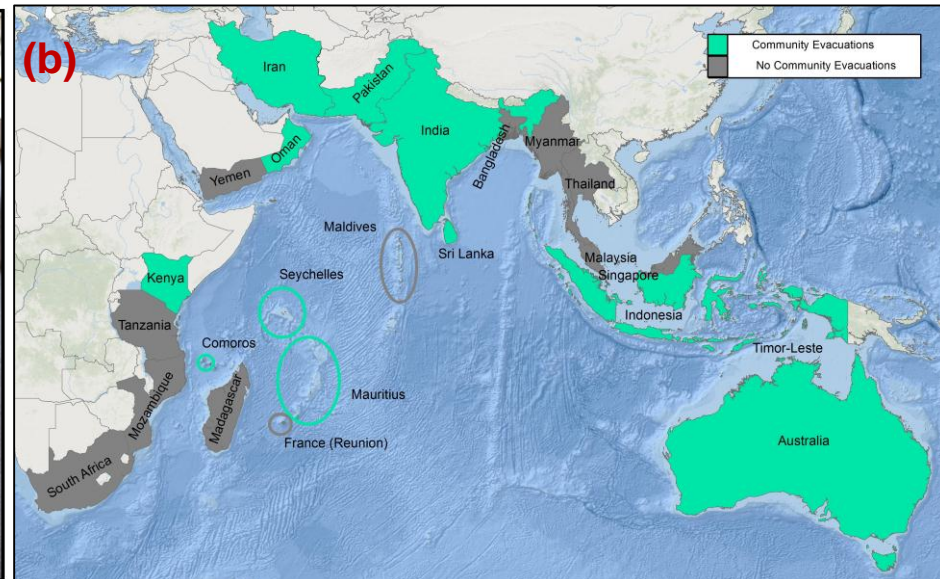 (b)
Community Evacuations
No Community Evacuations
Iran
Pakistan
India
Oman
Yemen
Bangladesh
Myanmar
Thailand
Maldives
Sri Lanka
Malaysia
Singapore
Seychelles
Kenya
Indonesia
Tanzania
Comoros
Timor-Leste
Mozambique
Madagascar
Mauritius
France (Reunion)
Australia
South Africa